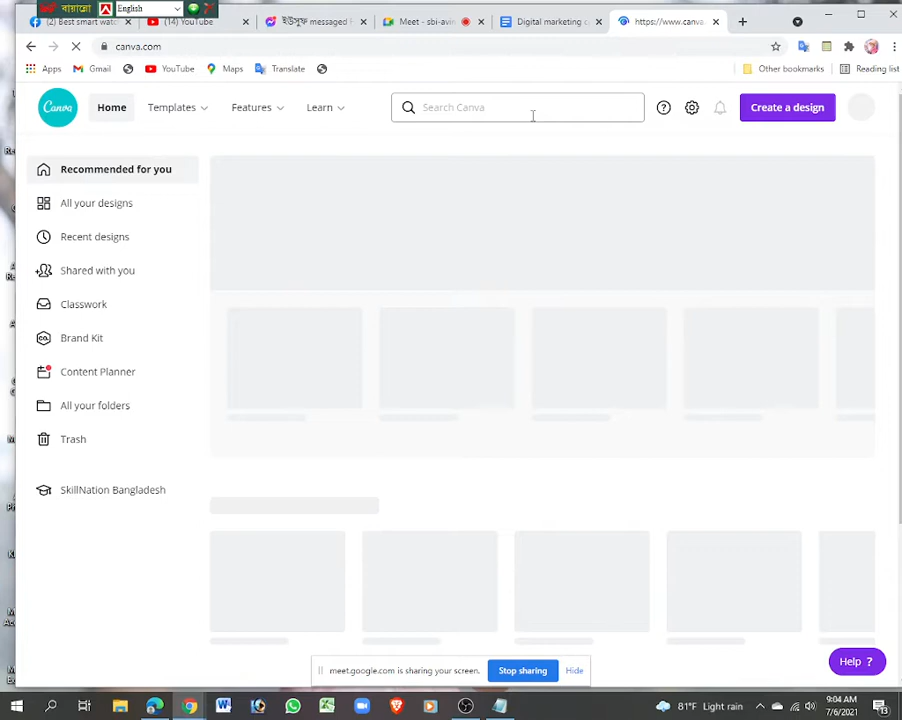 বায়ান্নো English
(2) Best smart wat
(14) YouTube
ইউসুফ messaged
Meet - sbi-avin
Digital marketing c
https://www.canva
canva.com
Apps Gmail YouTube Maps Translate Other bookmarks Reading list
Canva Home Templates Features Learn Search Canva Create a design
Recommended for you
All your designs
Recent designs
Shared with you
Classwork
Brand Kit
Content Planner
All your folders
Trash
SkillNation Bangladesh
Help ?
meet.google.com is sharing your screen. Stop sharing Hide
81°F Light rain
9:04 AM
7/6/2021
13